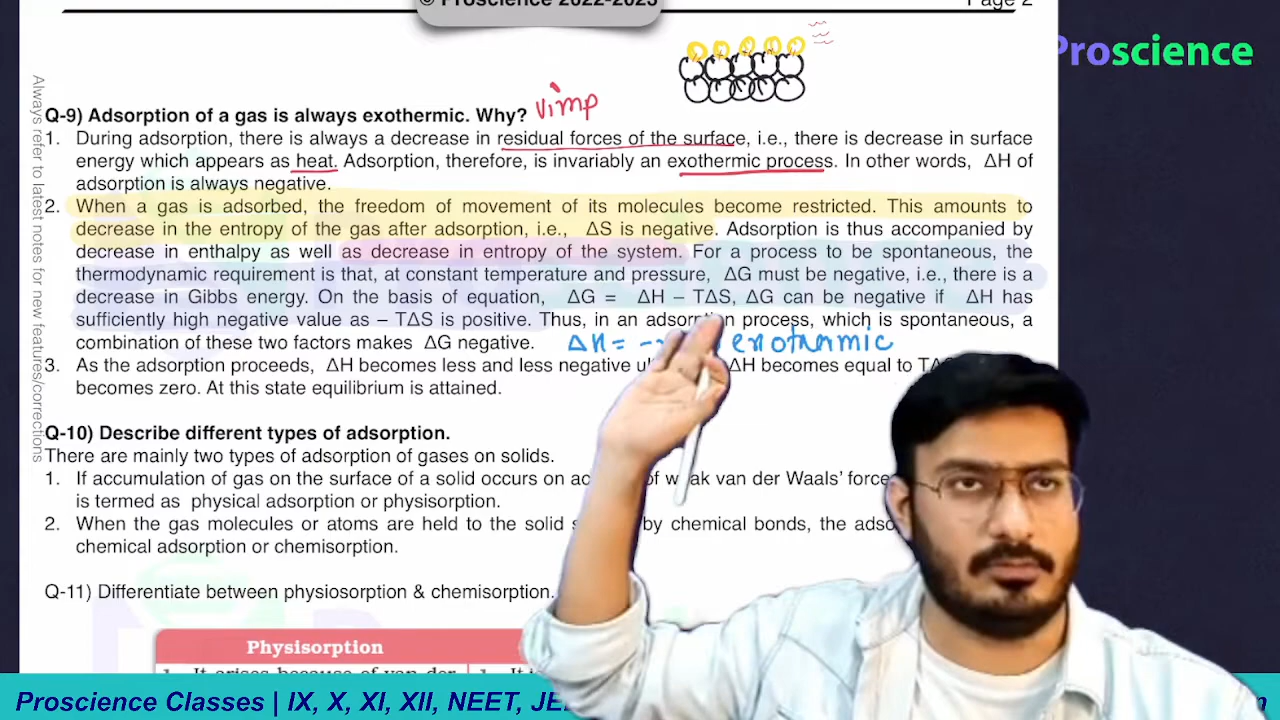 © Proscience 2022-2023
Page 2
Proscience
Always refer to latest notes for new features/corrections
Q-9) Adsorption of a gas is always exothermic. Why? Vimp
1. During adsorption, there is always a decrease in residual forces of the surface, i.e., there is decrease in surface
energy which appears as heat. Adsorption, therefore, is invariably an exothermic process. In other words, ΔH of
adsorption is always negative.
2. When a gas is adsorbed, the freedom of movement of its molecules become restricted. This amounts to
decrease in the entropy of the gas after adsorption, i.e., ΔS is negative. Adsorption is thus accompanied by
decrease in enthalpy as well as decrease in entropy of the system. For a process to be spontaneous, the
thermodynamic requirement is that, at constant temperature and pressure, ΔG must be negative, i.e., there is a
decrease in Gibbs energy. On the basis of equation, ΔG = ΔH – TΔS, ΔG can be negative if ΔH has
sufficiently high negative value as – TΔS is positive. Thus, in an adsorption process, which is spontaneous, a
combination of these two factors makes ΔG negative. ΔH = - exothermic
3. As the adsorption proceeds, ΔH becomes less and less negative ΔH becomes equal to
becomes zero. At this state equilibrium is attained.
Q-10) Describe different types of adsorption.
There are mainly two types of adsorption of gases on solids.
1. If accumulation of gas on the surface of a solid occurs on of weak van der Waals' force
is termed as physical adsorption or physisorption.
2. When the gas molecules or atoms are held to the solid by chemical bonds, the
chemical adsorption or chemisorption.
Q-11) Differentiate between physiosorption & chemisorption.
Physisorption
1. It arises because of van der
Proscience Classes | IX, X, XI, XII, NEET,